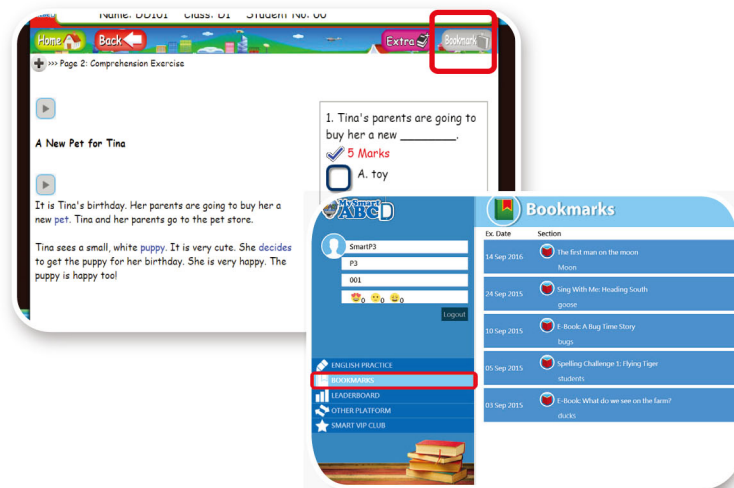 Name: DD101 Class: D1 Student No: 00
Home
Back
Extra
Bookmark
>>> Page 2: Comprehension Exercise
A New Pet for Tina
It is Tina's birthday. Her parents are going to buy her a
new pet. Tina and her parents go to the pet store.
Tina sees a small, white puppy. It is very cute. She decides
to get the puppy for her birthday. She is very happy. The
puppy is happy too!
1. Tina's parents are going to
buy her a new ________.
5 Marks
A. toy
My Smart
ABCD
SmartP3
P3
001
0 0 0
Logout
ENGLISH PRACTICE
BOOKMARKS
LEADERBOARD
OTHER PLATFORM
SMART VIP CLUB
Bookmarks
Ex. Date Section
14 Sep 2016 The first man on the moon
Moon
24 Sep 2015 Sing With Me: Heading South
goose
10 Sep 2015 E-Book: A Bug Time Story
bugs
05 Sep 2015 Spelling Challenge 1: Flying Tiger
students
03 Sep 2015 E-Book: What do we see on the farm?
ducks